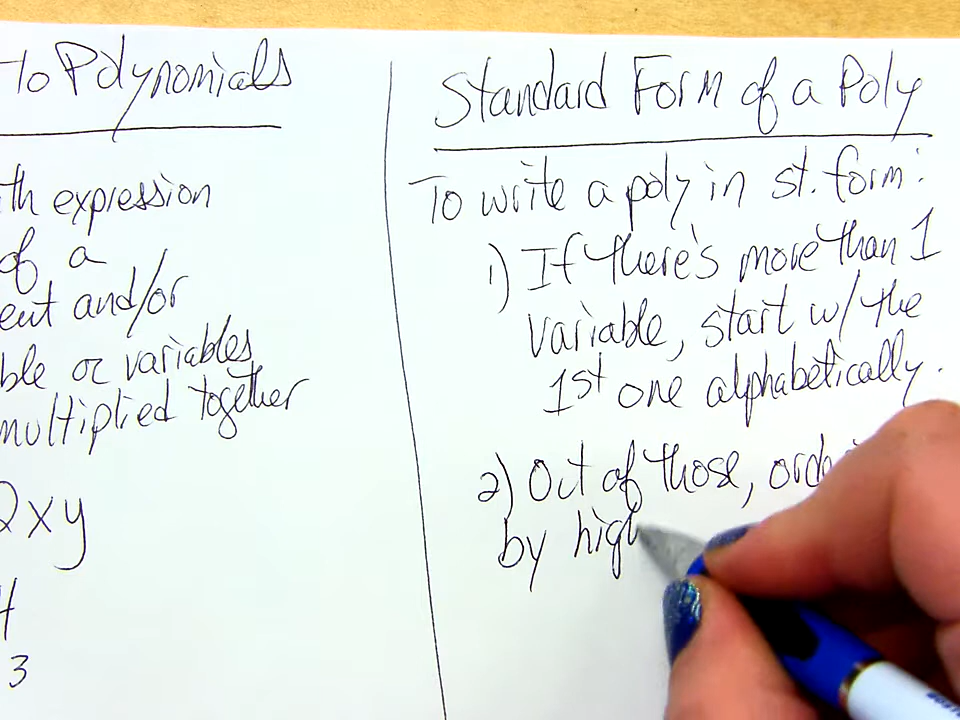 to Polynomials
th expression
of a
ent and/or
ble or variables
multiplied together
2xy
4
3
Standard Form of a Poly
To write a poly in st. form:
1) If there's more than 1
variable, start w/ the
1st one alphabetically.
2) Out of those,
by